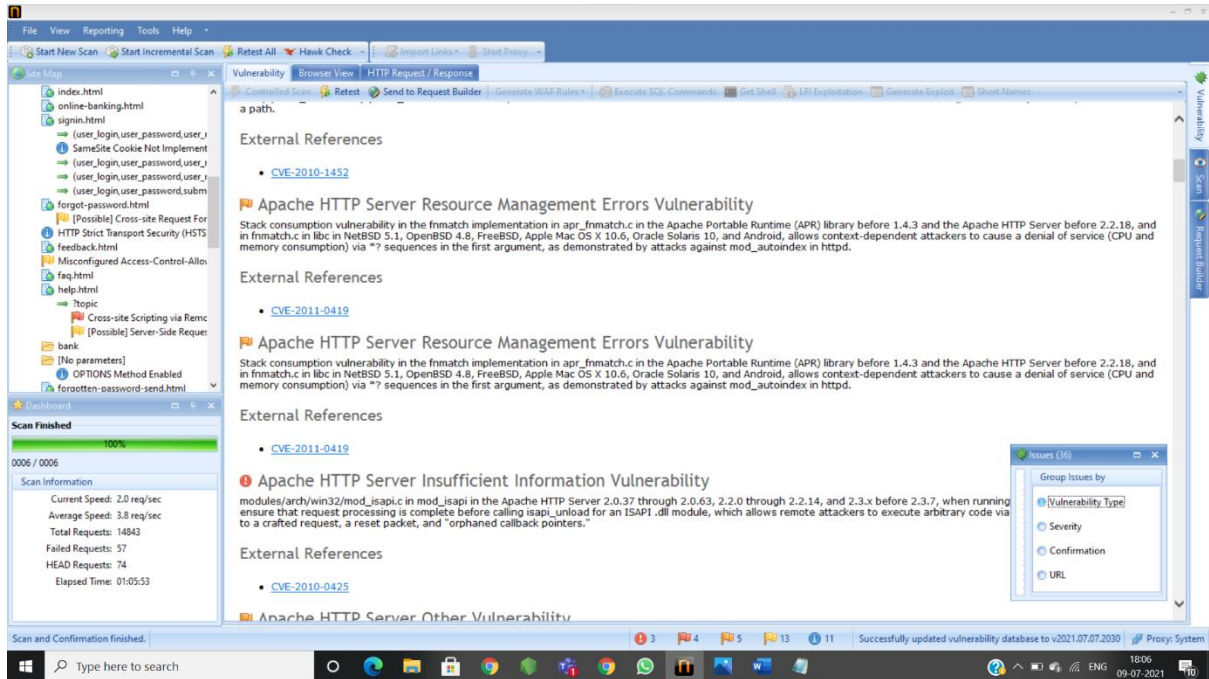 n
File View Reporting Tools Help
Start New Scan Start Incremental Scan Retest All Hawk Check Import Links Start Proxy
Site Map
index.html
online-banking.html
signin.html
(user_login,user_password,user_r
SameSite Cookie Not Implement
(user_login,user_password,user_r
(user_login,user_password,user_r
(user_login,user_password,subm
forgot-password.html
[Possible] Cross-site Request For
HTTP Strict Transport Security (HSTS
feedback.html
Misconfigured Access-Control-Allow
faq.html
help.html
?topic
Cross-site Scripting via Remc
[Possible] Server-Side Reques
bank
[No parameters]
OPTIONS Method Enabled
forgotten-password-send.html
Dashboard
Scan Finished
100%
0006 / 0006
Scan Information
Current Speed: 2.0 req/sec
Average Speed: 3.8 req/sec
Total Requests: 14843
Failed Requests: 57
HEAD Requests: 74
Elapsed Time: 01:05:53
Vulnerability Browser View HTTP Request / Response
Controlled Scan Retest Send to Request Builder Generate WAF Rules Execute SQL Commands Get Shell LFI Exploitation Generate Exploit Short Names
a path.
External References
CVE-2010-1452
Apache HTTP Server Resource Management Errors Vulnerability
Stack consumption vulnerability in the fnmatch implementation in apr_fnmatch.c in the Apache Portable Runtime (APR) library before 1.4.3 and the Apache HTTP Server before 2.2.18, and
in fnmatch.c in libc in NetBSD 5.1, OpenBSD 4.8, FreeBSD, Apple Mac OS X 10.6, Oracle Solaris 10, and Android, allows context-dependent attackers to cause a denial of service (CPU and
memory consumption) via *? sequences in the first argument, as demonstrated by attacks against mod_autoindex in httpd.
External References
CVE-2011-0419
Apache HTTP Server Resource Management Errors Vulnerability
Stack consumption vulnerability in the fnmatch implementation in apr_fnmatch.c in the Apache Portable Runtime (APR) library before 1.4.3 and the Apache HTTP Server before 2.2.18, and
in fnmatch.c in libc in NetBSD 5.1, OpenBSD 4.8, FreeBSD, Apple Mac OS X 10.6, Oracle Solaris 10, and Android, allows context-dependent attackers to cause a denial of service (CPU and
memory consumption) via *? sequences in the first argument, as demonstrated by attacks against mod_autoindex in httpd.
External References
CVE-2011-0419
Apache HTTP Server Insufficient Information Vulnerability
modules/arch/win32/mod_isapi.c in mod_isapi in the Apache HTTP Server 2.0.37 through 2.0.63, 2.2.0 through 2.2.14, and 2.3.x before 2.3.7, when running
ensure that request processing is complete before calling isapi_unload for an ISAPI .dll module, which allows remote attackers to execute arbitrary code via
to a crafted request, a reset packet, and "orphaned callback pointers."
External References
CVE-2010-0425
Apache HTTP Server Other Vulnerability
Issues (36)
Group Issues by
Vulnerability Type
Severity
Confirmation
URL
Vulnerability
Scan
Request Builder
Scan and Confirmation finished. 3 4 5 13 11 Successfully updated vulnerability database to v2021.07.07.2030 Proxy: System
Type here to search
ENG
18:06
09-07-2021
10